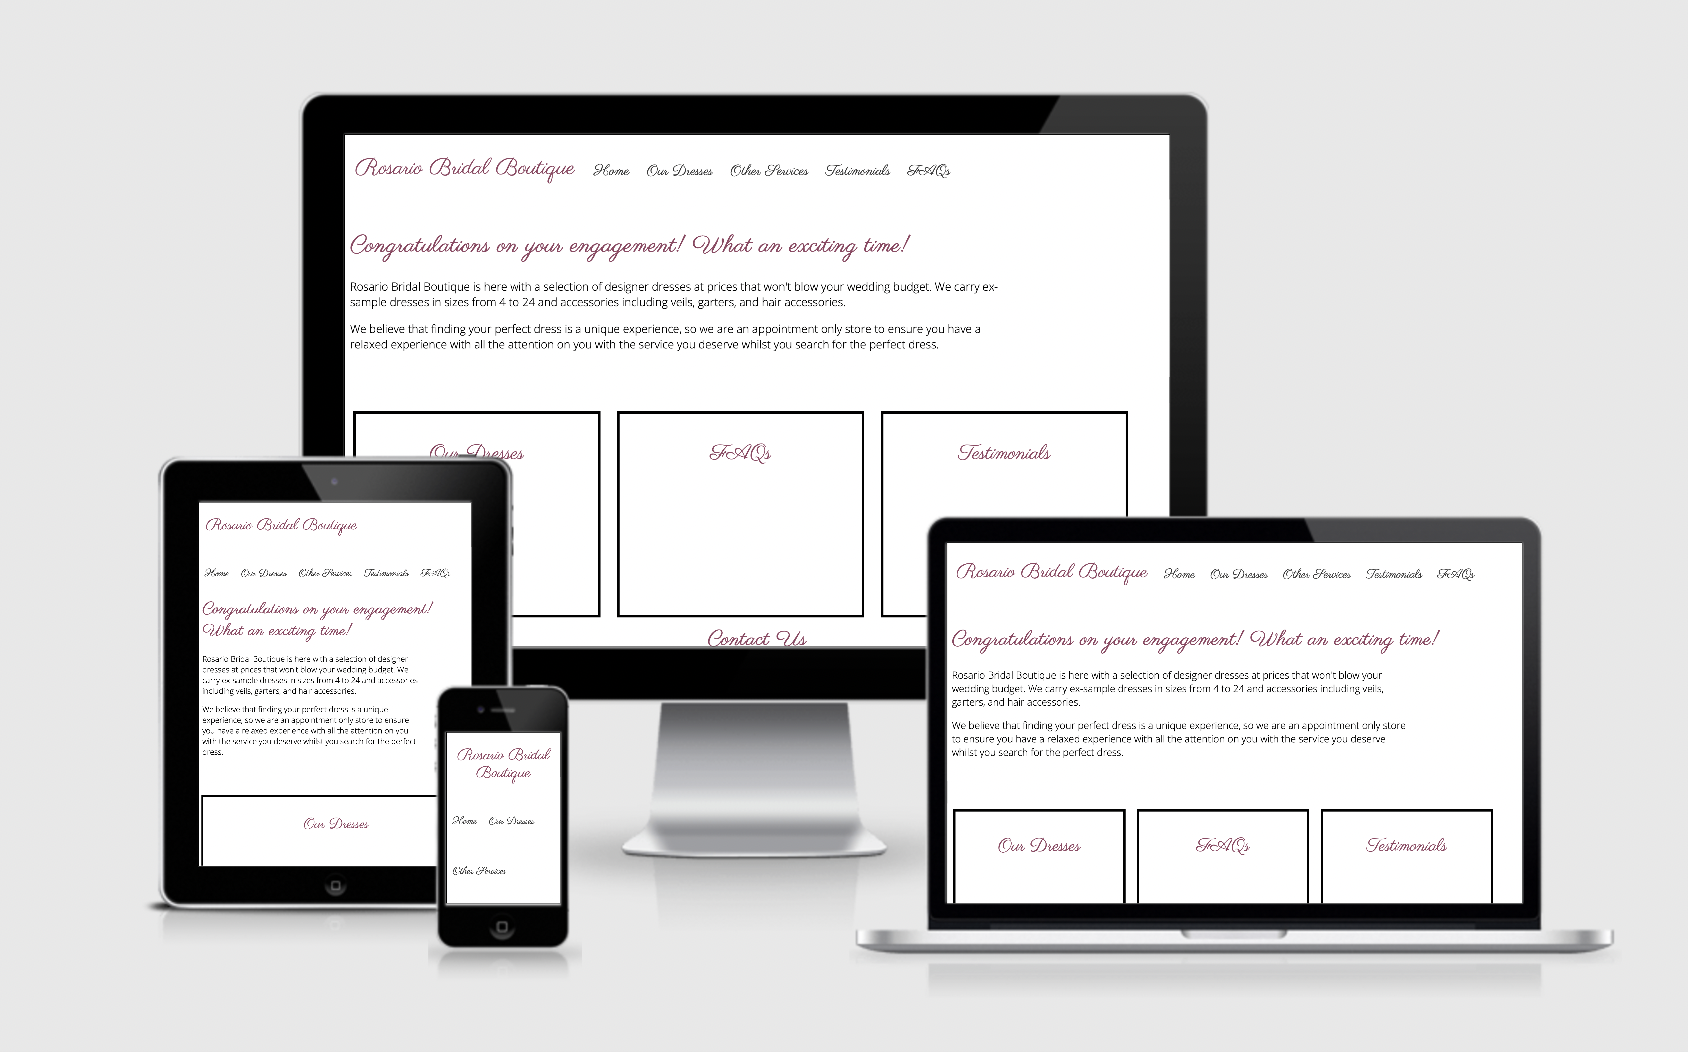 Rosario Bridal Boutique Home Our Dresses Other Services Testimonials FAQs
Congratulations on your engagement! What an exciting time!
Rosario Bridal Boutique is here with a selection of designer dresses at prices that won't blow your wedding budget. We carry ex-
sample dresses in sizes from 4 to 24 and accessories including veils, garters, and hair accessories.
We believe that finding your perfect dress is a unique experience, so we are an appointment only store to ensure you have a
relaxed experience with all the attention on you with the service you deserve whilst you search for the perfect dress.
Our Dresses FAQs Testimonials
Contact Us
Rosario Bridal Boutique
Home Our Dresses Other Services Testimonials FAQs
Congratulations on your engagement!
What an exciting time!
Rosario Bridal Boutique is here with a selection of designer
dresses at prices that won't blow your wedding budget. We
carry ex-sample dresses in sizes from 4 to 24 and accessories
including veils, garters, and hair accessories.
We believe that finding your perfect dress is a unique
experience, so we are an appointment only store to ensure
you have a relaxed experience with all the attention on you
with the service you deserve whilst you search for the perfect
dress.
Our Dresses
Rosario Bridal
Boutique
Home Our Dresses
Other Services
Rosario Bridal Boutique Home Our Dresses Other Services Testimonials FAQs
Congratulations on your engagement! What an exciting time!
Rosario Bridal Boutique is here with a selection of designer dresses at prices that won't blow your
wedding budget. We carry ex-sample dresses in sizes from 4 to 24 and accessories including veils,
garters, and hair accessories.
We believe that finding your perfect dress is a unique experience, so we are an appointment only store
to ensure you have a relaxed experience with all the attention on you with the service you deserve
whilst you search for the perfect dress.
Our Dresses FAQs Testimonials